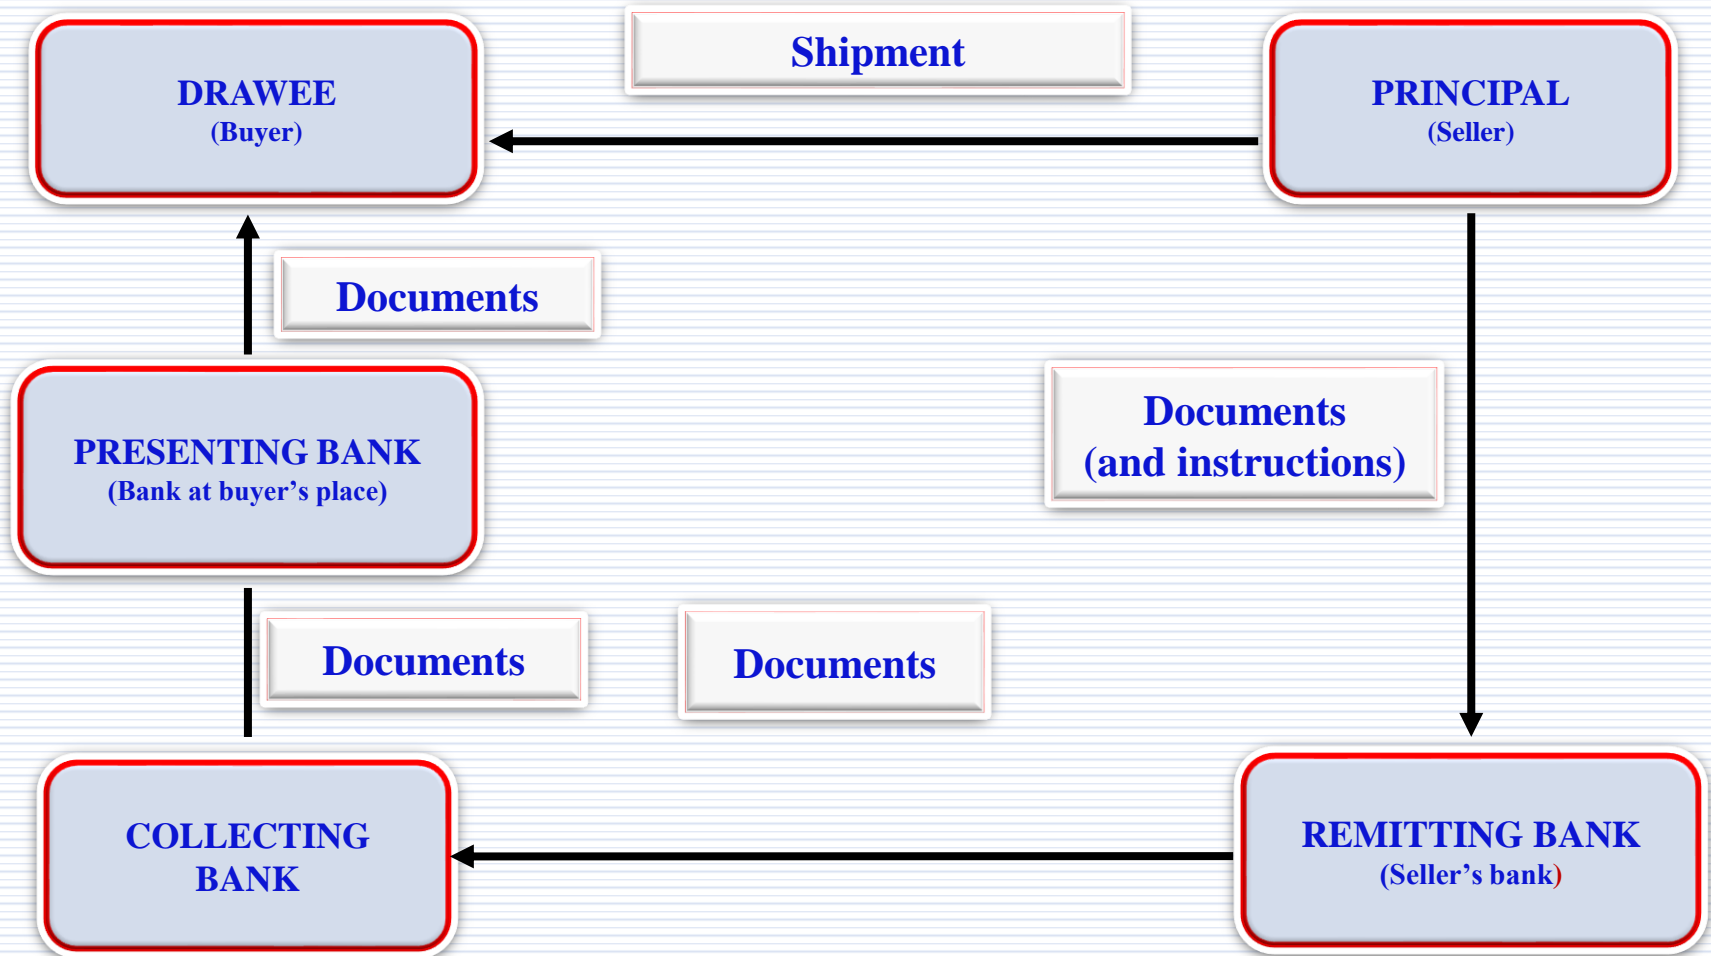 Shipment
DRAWEE
(Buyer)
PRINCIPAL
(Seller)
Documents
PRESENTING BANK
(Bank at buyer’s place)
Documents
(and instructions)
Documents
Documents
COLLECTING
BANK
REMITTING BANK
(Seller’s bank)